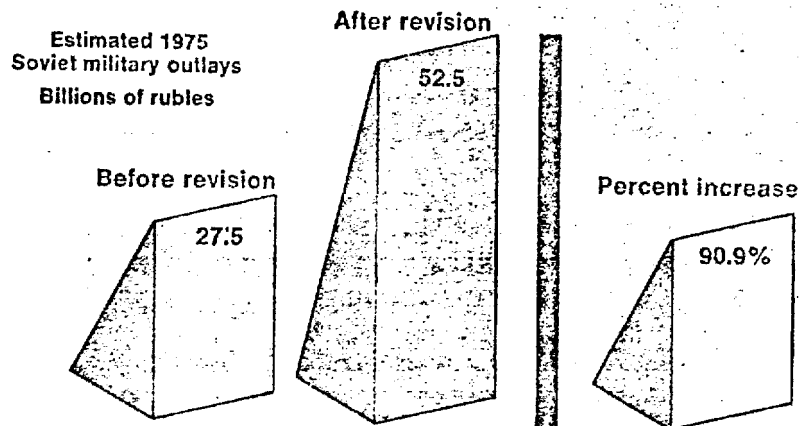 Estimated 1975
Soviet military outlays
Billions of rubles
Before revision
27.5
After revision
52.5
Percent increase
90.9%